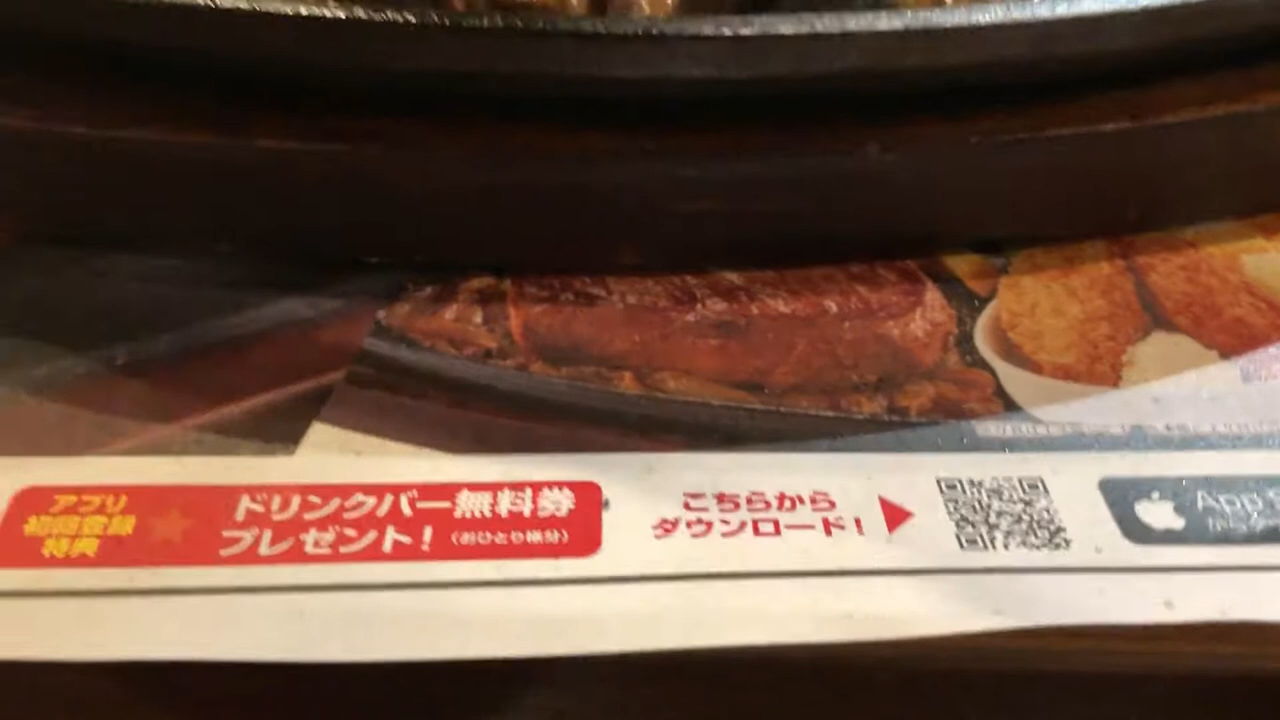 アプリ
初回登録
特典
ドリンクバー無料券
プレゼント!(おひとり様分)
こちらから
ダウンロード!
App